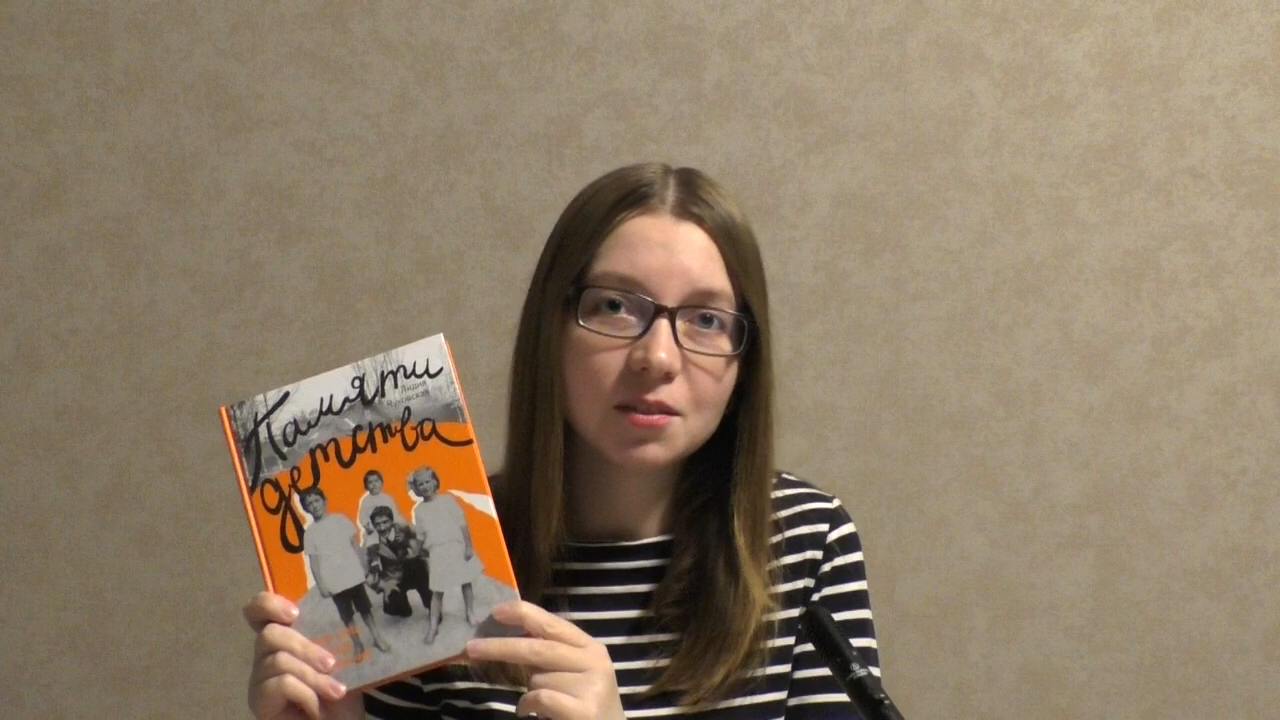 Памяти
Лидия
Чуковская
детства